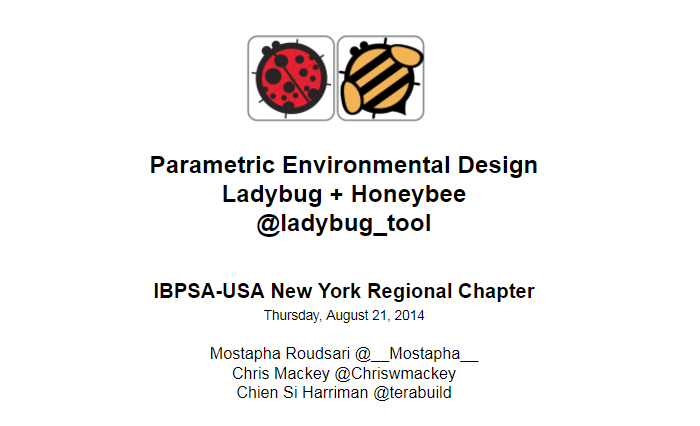 Parametric Environmental Design
Ladybug + Honeybee
@ladybug_tool
IBPSA-USA New York Regional Chapter
Thursday, August 21, 2014
Mostapha Roudsari @__Mostapha__
Chris Mackey @Chriswmackey
Chien Si Harriman @terabuild